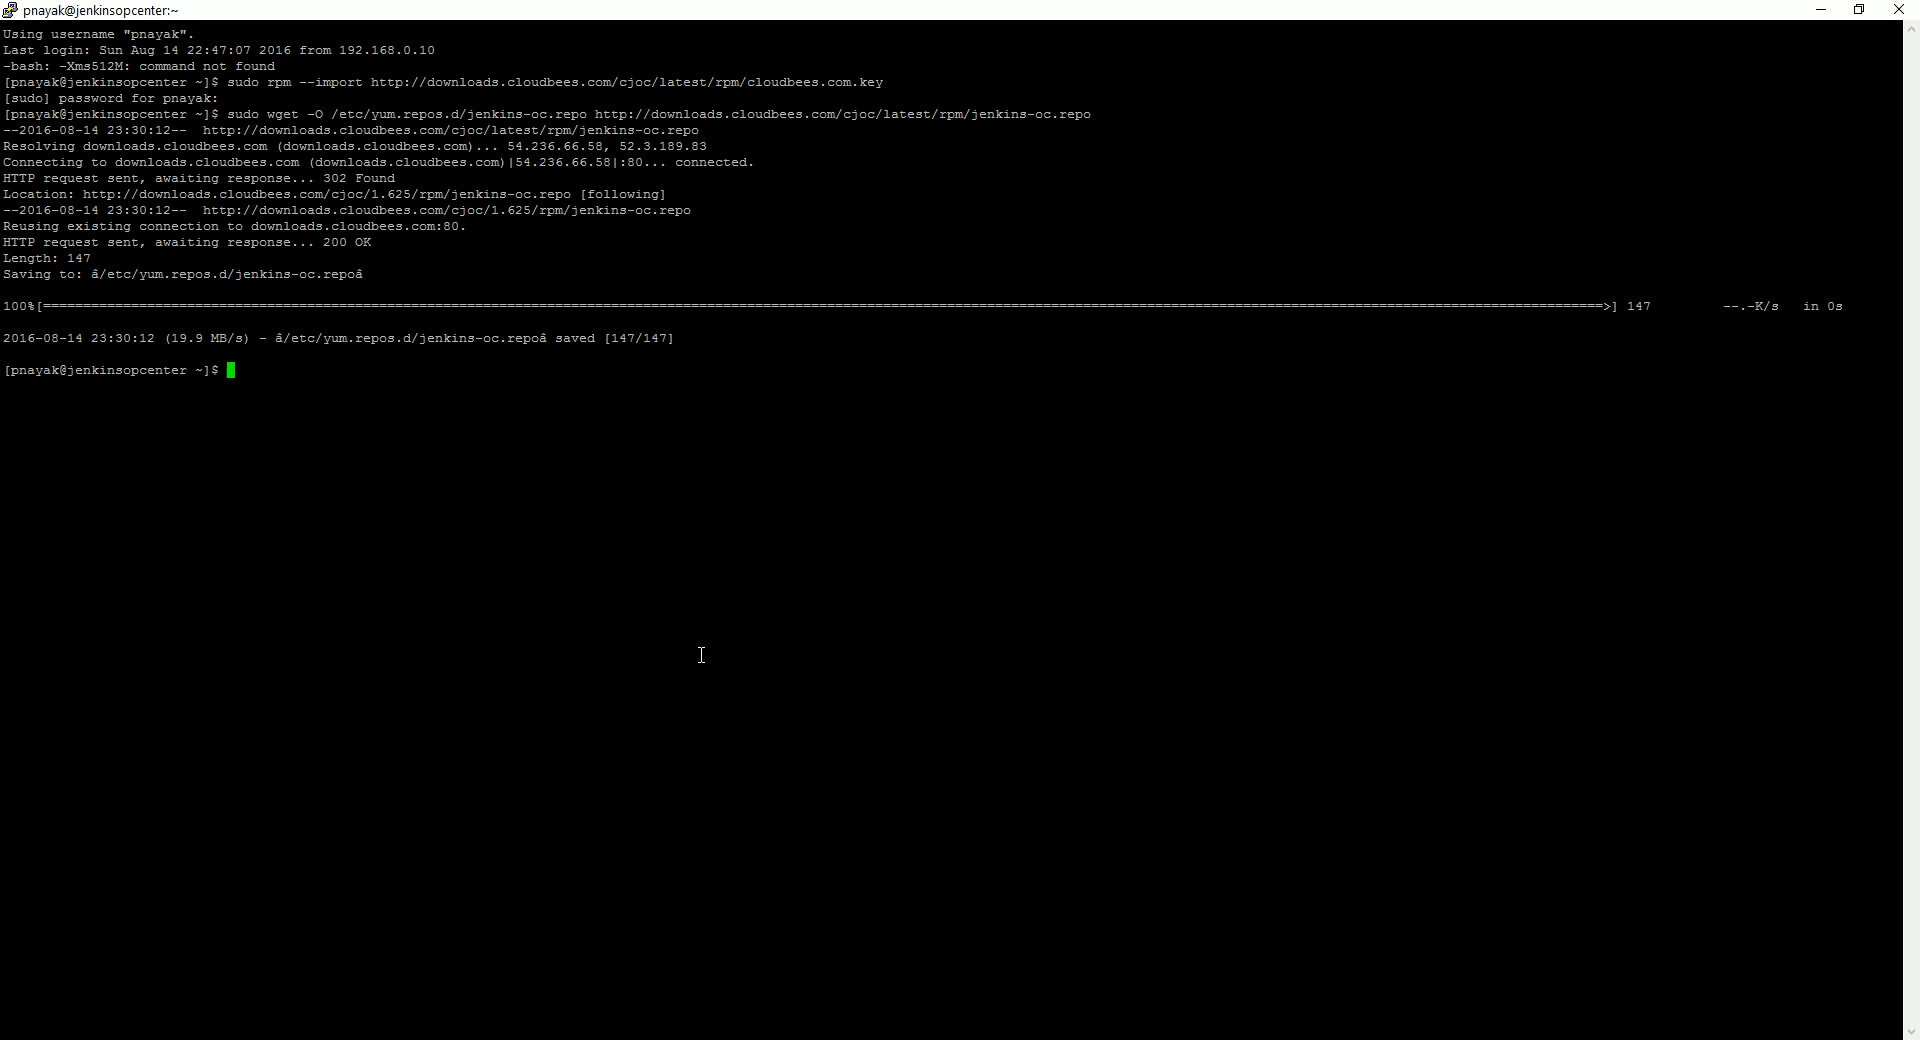 pnayak@jenkinsopcenter:~
Using username "pnayak".
Last login: Sun Aug 14 22:47:07 2016 from 192.168.0.10
-bash: -Xms512M: command not found
[pnayak@jenkinsopcenter ~]$ sudo rpm --import http://downloads.cloudbees.com/cjoc/latest/rpm/cloudbees.com.key
[sudo] password for pnayak:
[pnayak@jenkinsopcenter ~]$ sudo wget -O /etc/yum.repos.d/jenkins-oc.repo http://downloads.cloudbees.com/cjoc/latest/rpm/jenkins-oc.repo
--2016-08-14 23:30:12--  http://downloads.cloudbees.com/cjoc/latest/rpm/jenkins-oc.repo
Resolving downloads.cloudbees.com (downloads.cloudbees.com)... 54.236.66.58, 52.3.189.83
Connecting to downloads.cloudbees.com (downloads.cloudbees.com)|54.236.66.58|:80... connected.
HTTP request sent, awaiting response... 302 Found
Location: http://downloads.cloudbees.com/cjoc/1.625/rpm/jenkins-oc.repo [following]
--2016-08-14 23:30:12--  http://downloads.cloudbees.com/cjoc/1.625/rpm/jenkins-oc.repo
Reusing existing connection to downloads.cloudbees.com:80.
HTTP request sent, awaiting response... 200 OK
Length: 147
Saving to: â/etc/yum.repos.d/jenkins-oc.repoâ
100%[===================================================================================================================================================================================================>] 147         --.-K/s   in 0s
2016-08-14 23:30:12 (19.9 MB/s) - â/etc/yum.repos.d/jenkins-oc.repoâ saved [147/147]
[pnayak@jenkinsopcenter ~]$